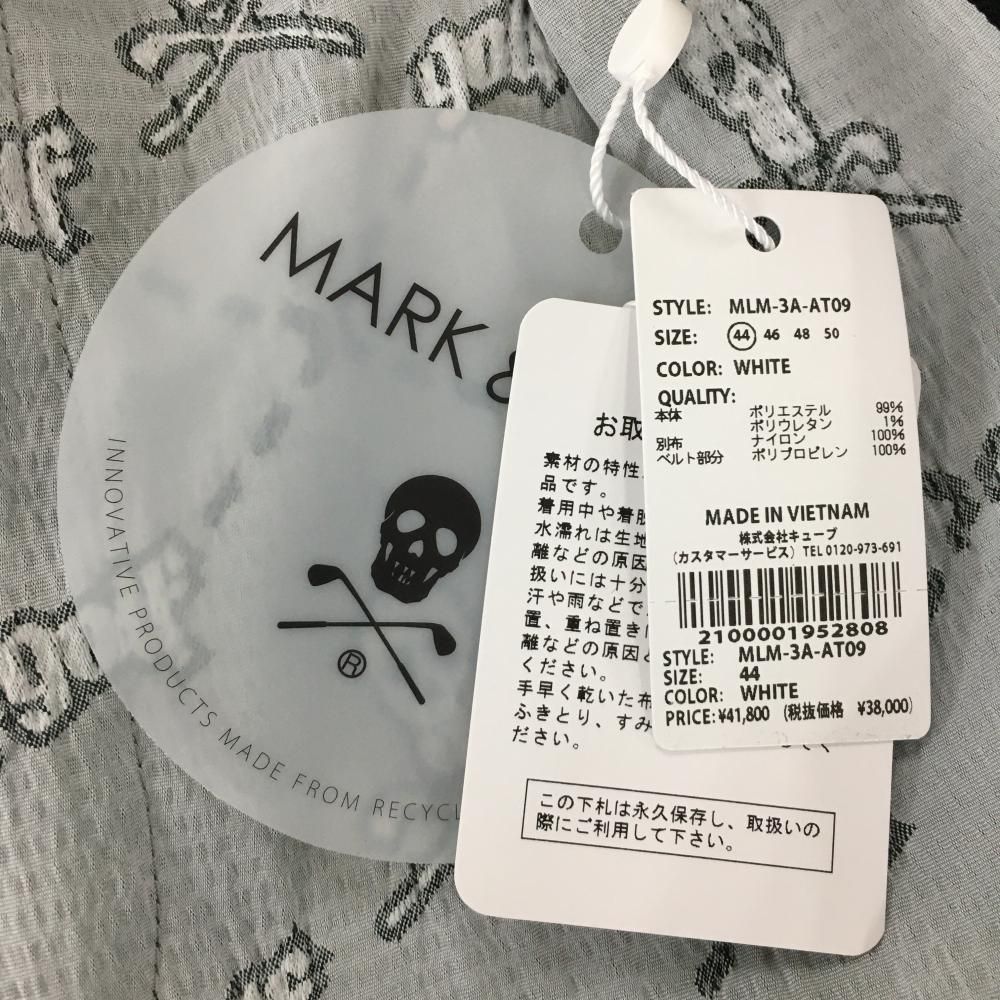 MARK &
INNOVATIVE PRODUCTS MADE FROM RECYCL
®
お取
素材の特性
品です。
着用中や着脱
水濡れは生地
離などの原因
扱いには十分
汗や雨などで
置、重ね置き
離などの原因
ください。
手早く乾いた布
ふきとり、すみ
ださい。
この下札は永久保存し、取扱いの
際にご利用して下さい。
STYLE: MLM-3A-AT09
SIZE: 44 46 48 50
COLOR: WHITE
QUALITY:
本体 ポリエステル 99%
ポリウレタン 1%
別布 ナイロン 100%
ベルト部分 ポリプロピレン 100%
MADE IN VIETNAM
株式会社キューブ
（カスタマーサービス）TEL 0120-973-691
2100001952808
STYLE: MLM-3A-AT09
SIZE: 44
COLOR: WHITE
PRICE:¥41,800 (税抜価格 ¥38,000)
golf
golf